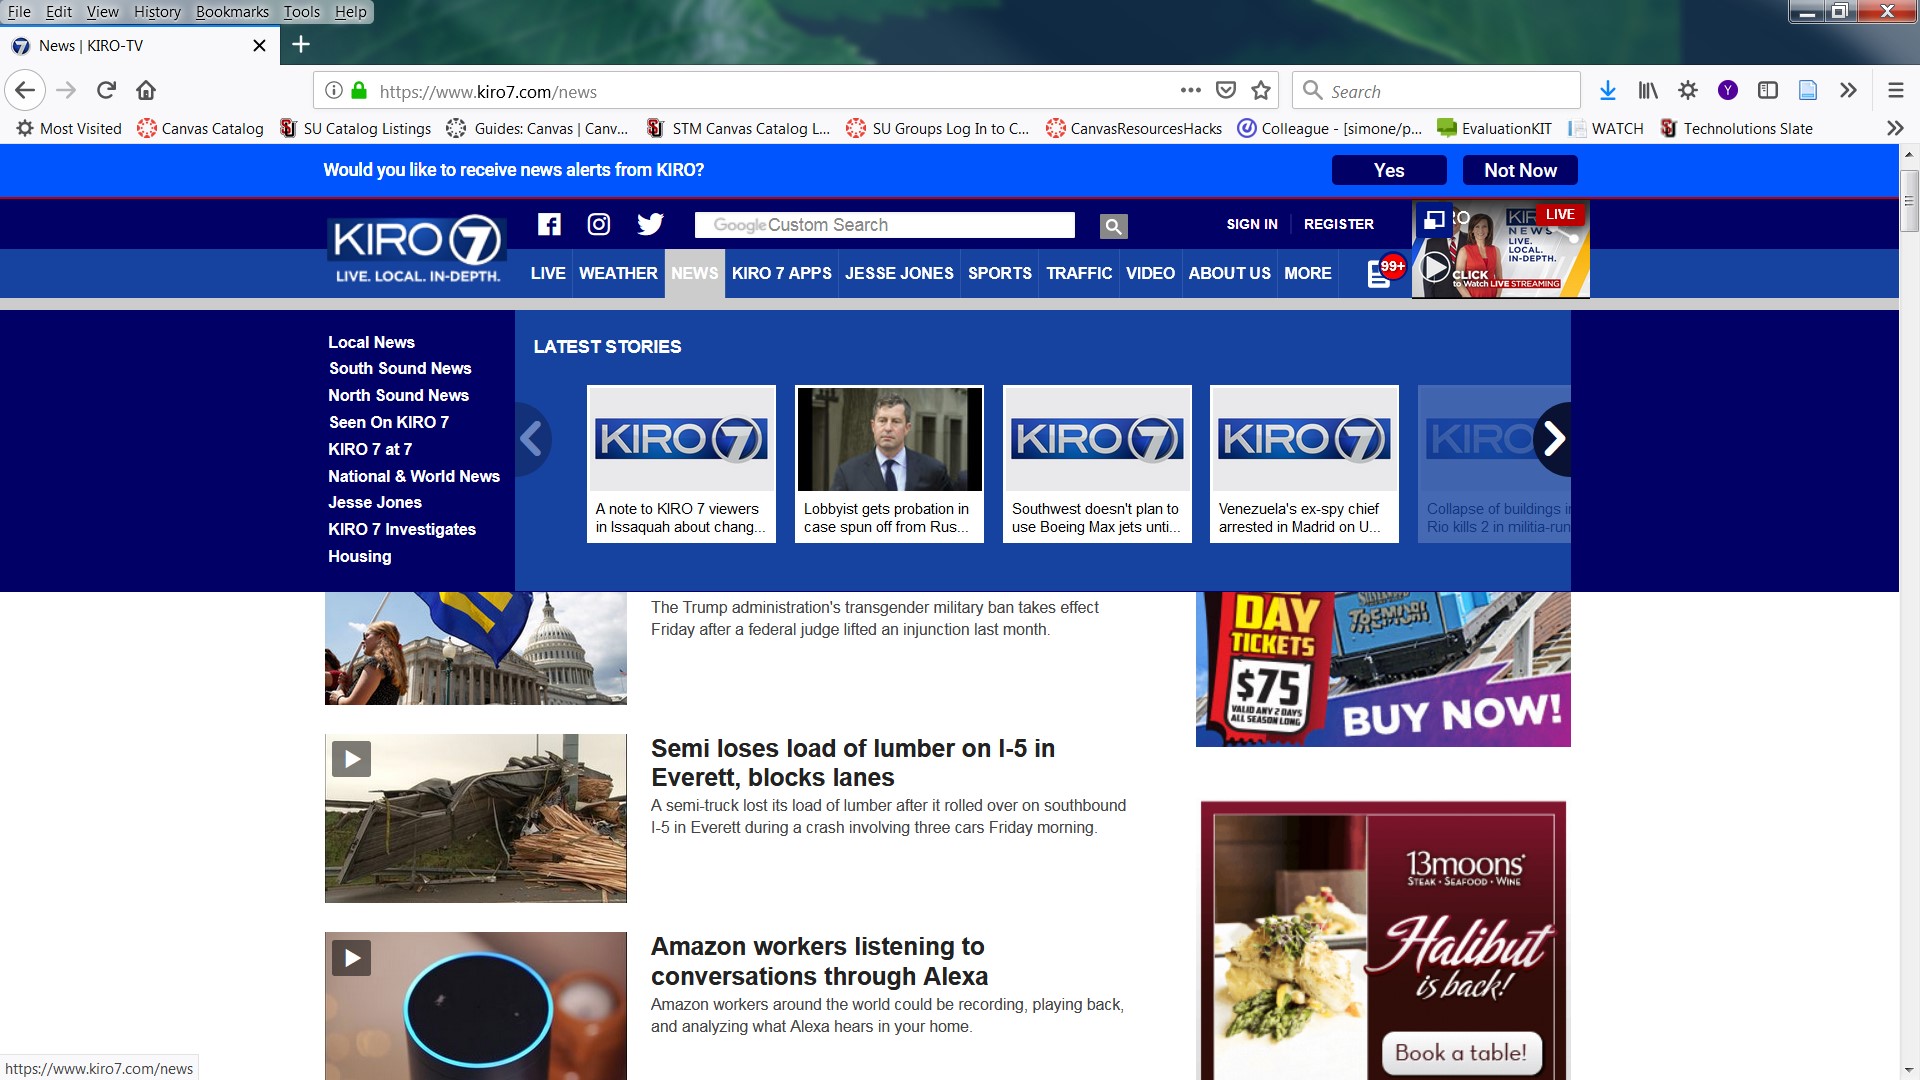 File Edit View History Bookmarks Tools Help
News | KIRO-TV
https://www.kiro7.com/news
Search
Most Visited Canvas Catalog SU Catalog Listings Guides: Canvas | Canv... STM Canvas Catalog L... SU Groups Log In to C... CanvasResourcesHacks Colleague - [simone/p... EvaluationKIT WATCH Technolutions Slate
Would you like to receive news alerts from KIRO?
Yes
Not Now
KIRO 7
LIVE. LOCAL. IN-DEPTH.
Google Custom Search
SIGN IN
REGISTER
LIVE
NEWS
LIVE.
LOCAL.
IN-DEPTH.
CLICK
to Watch LIVE STREAMING
LIVE WEATHER NEWS KIRO 7 APPS JESSE JONES SPORTS TRAFFIC VIDEO ABOUT US MORE
99+
Local News
South Sound News
North Sound News
Seen On KIRO 7
KIRO 7 at 7
National & World News
Jesse Jones
KIRO 7 Investigates
Housing
LATEST STORIES
KIRO 7
A note to KIRO 7 viewers
in Issaquah about chang...
Lobbyist gets probation in
case spun off from Rus...
KIRO 7
Southwest doesn't plan to
use Boeing Max jets unti...
KIRO 7
Venezuela's ex-spy chief
arrested in Madrid on U...
KIRO
Collapse of buildings i
Rio kills 2 in militia-run
The Trump administration's transgender military ban takes effect
Friday after a federal judge lifted an injunction last month.
Semi loses load of lumber on I-5 in
Everett, blocks lanes
A semi-truck lost its load of lumber after it rolled over on southbound
I-5 in Everett during a crash involving three cars Friday morning.
Amazon workers listening to
conversations through Alexa
Amazon workers around the world could be recording, playing back,
and analyzing what Alexa hears in your home.
DAY
TICKETS
$75
VALID ANY 2 DAYS
ALL SEASON LONG
TREMORS
BUY NOW!
13moons
STEAK • SEAFOOD • WINE
Halibut
is back!
Book a table!
https://www.kiro7.com/news